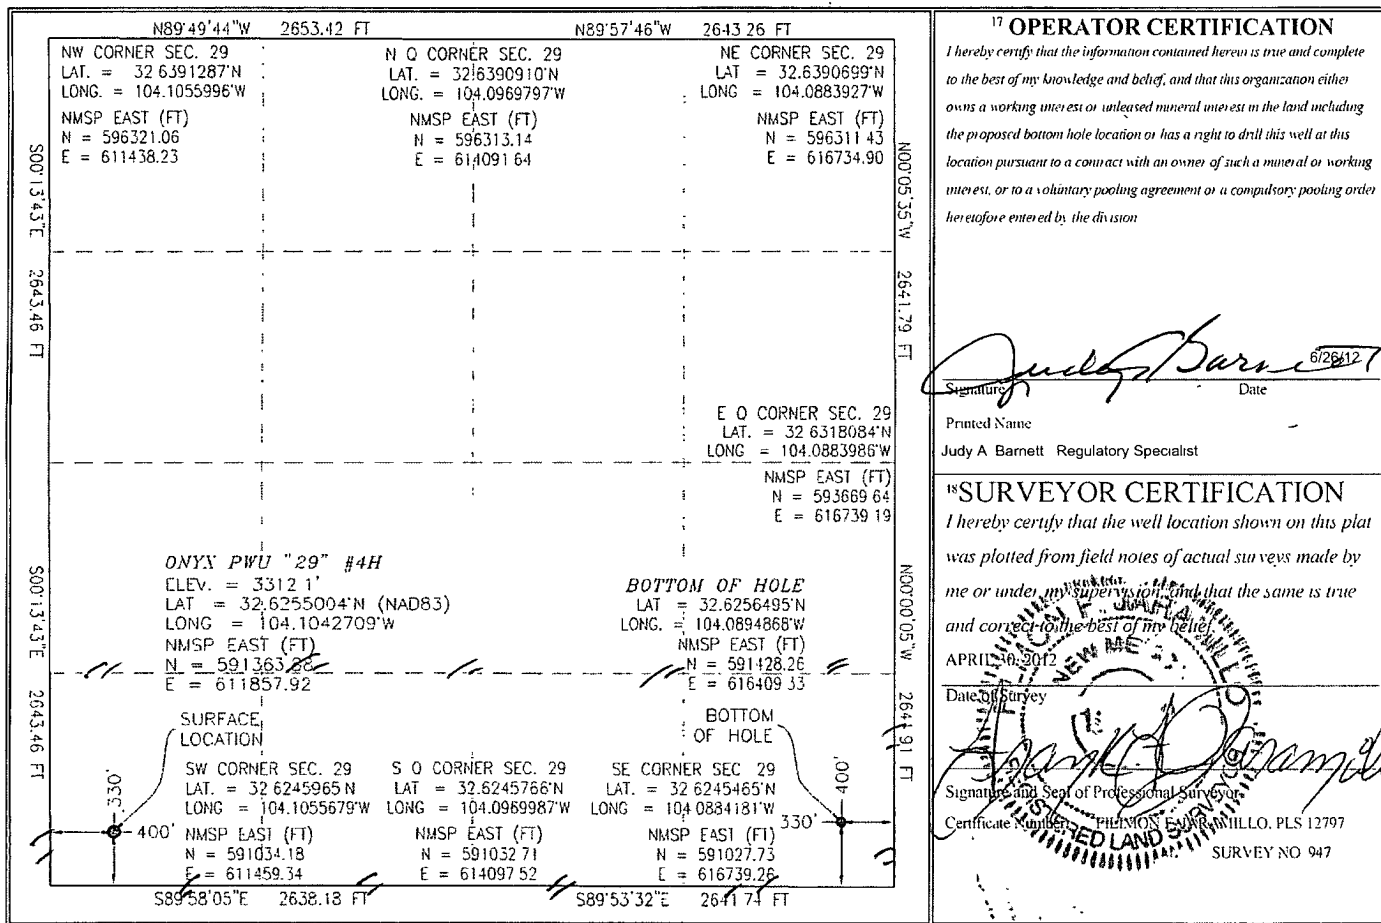 N89°49'44"W 2653.42 FT
N89°57'46"W 2643 26 FT
NW CORNER SEC. 29
LAT. = 32 6391287°N
LONG. = 104.1055996°W
NMSP EAST (FT)
N = 596321.06
E = 611438.23
N Q CORNER SEC. 29
LAT. = 32.6390910°N
LONG. = 104.0969797°W
NMSP EAST (FT)
N = 596313.14
E = 614091 64
NE CORNER SEC. 29
LAT = 32.6390699°N
LONG = 104.0883927°W
NMSP EAST (FT)
N = 596311 43
E = 616734.90
S00°13'43"E 2643.46 FT
N00°05'35"W 2641.79 FT
E Q CORNER SEC. 29
LAT. = 32 6318084°N
LONG = 104.0883986°W
NMSP EAST (FT)
N = 593669 64
E = 616739 19
S00°13'43"E 2643.46 FT
N00°00'05"W 2641 91 FT
ONYX PWU "29" #4H
ELEV. = 3312 1'
LAT = 32.6255004°N (NAD83)
LONG = 104.1042709°W
NMSP EAST (FT)
N = 591363.88
E = 611857.92
BOTTOM OF HOLE
LAT = 32.6256495°N
LONG. = 104.0894868°W
NMSP EAST (FT)
N = 591428.26
E = 616409 33
SURFACE
LOCATION
BOTTOM
OF HOLE
330'
400'
400'
330'
SW CORNER SEC. 29
LAT. = 32 6245965 N
LONG = 104.1055679°W
NMSP EAST (FT)
N = 591034.18
E = 611459.34
S Q CORNER SEC. 29
LAT = 32.6245766°N
LONG = 104.0969987°W
NMSP EAST (FT)
N = 591032 71
E = 614097 52
SE CORNER SEC 29
LAT. = 32 6245465°N
LONG = 104 0884181°W
NMSP EAST (FT)
N = 591027.73
E = 616739.26
S89°58'05"E 2638.18 FT
S89°53'32"E 2641 74 FT
17 OPERATOR CERTIFICATION
I hereby certify that the information contained herein is true and complete
to the best of my knowledge and belief, and that this organization either
owns a working interest or unleased mineral interest in the land including
the proposed bottom hole location or has a right to drill this well at this
location pursuant to a contract with an owner of such a mineral or working
interest, or to a voluntary pooling agreement or a compulsory pooling order
heretofore entered by the division
Judy Barnett 6/26/12
Signature Date
Printed Name
Judy A Barnett Regulatory Specialist
18 SURVEYOR CERTIFICATION
I hereby certify that the well location shown on this plat
was plotted from field notes of actual surveys made by
me or under my supervision, and that the same is true
and correct to the best of my belief.
APRIL 30, 2012
Date of Survey
Signature and Seal of Professional Surveyor
Certificate Number FILIMON F. JARAMILLO, PLS 12797
SURVEY NO 947